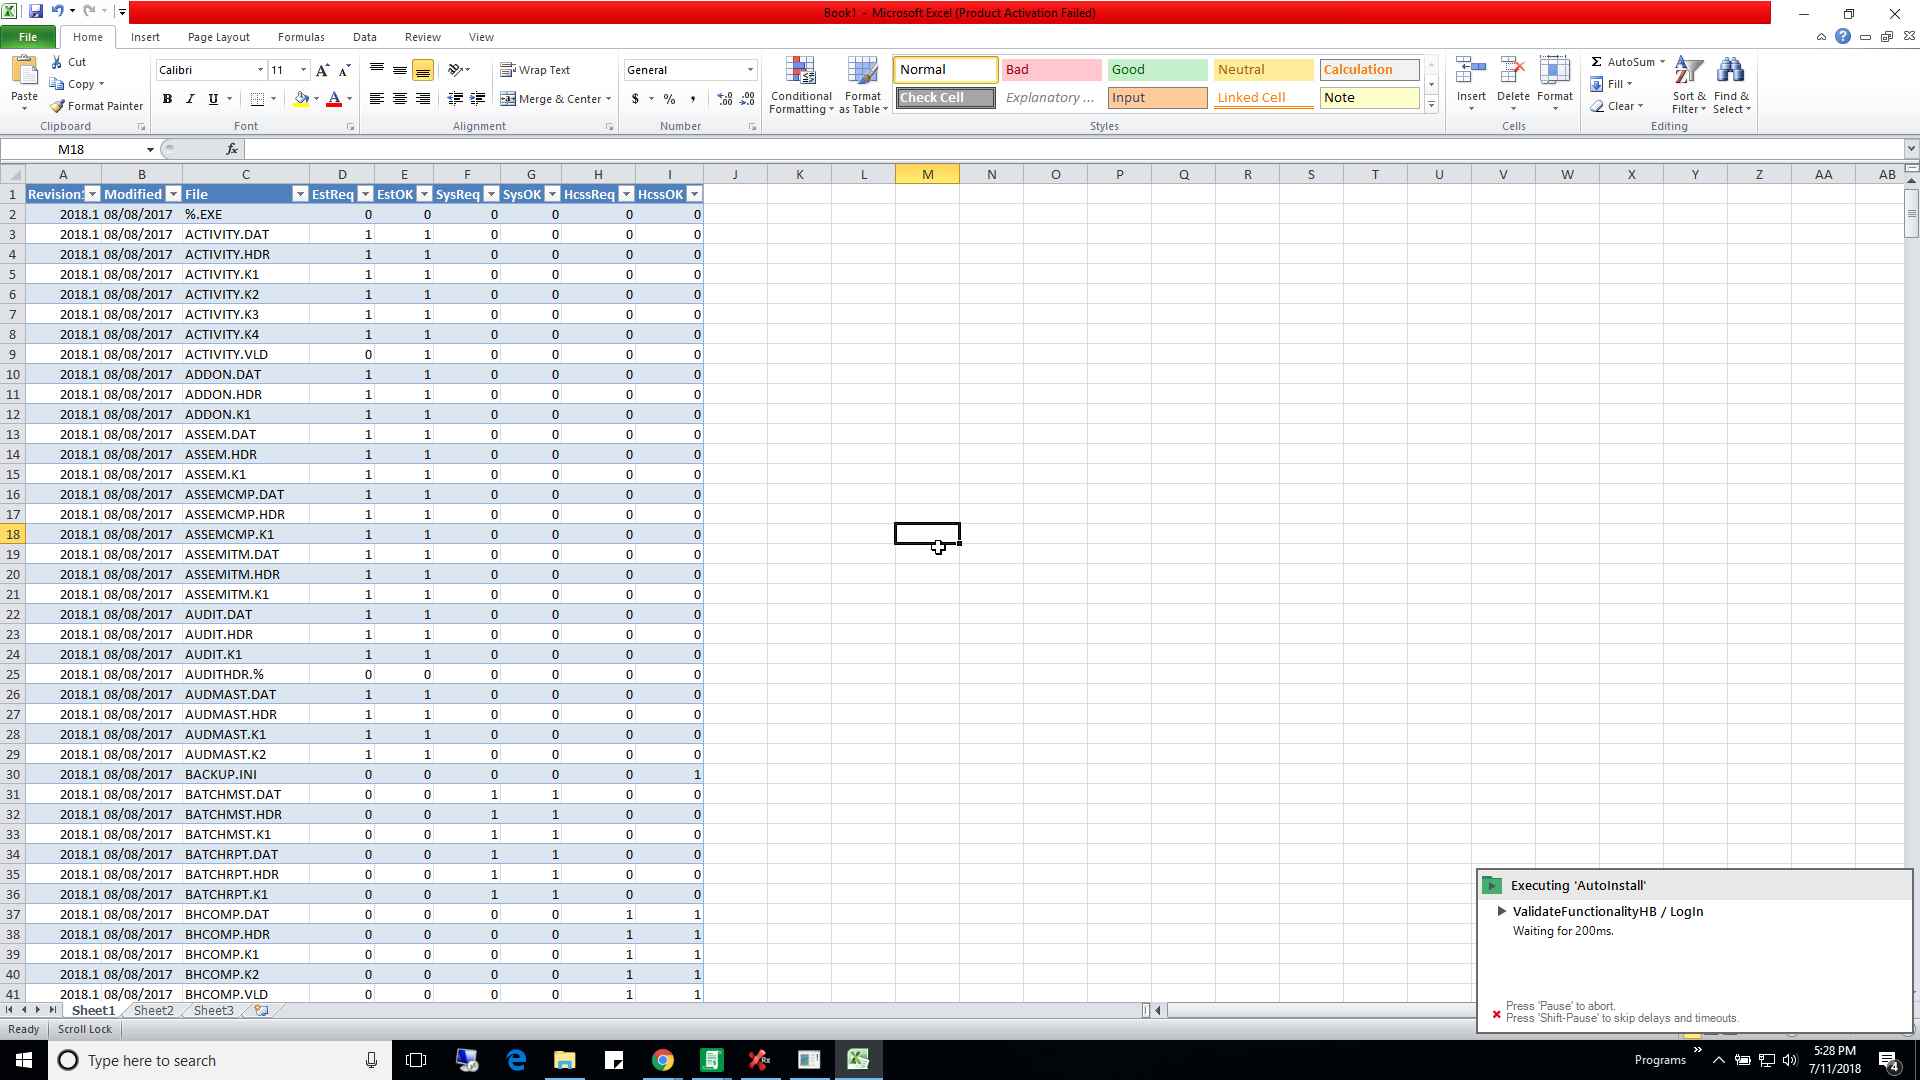 Book1 - Microsoft Excel (Product Activation Failed)
File Home Insert Page Layout Formulas Data Review View
Paste
Cut
Copy
Format Painter
Clipboard
Calibri 11
B I U
Font
Wrap Text
Merge & Center
Alignment
General
$ % ,
Number
Conditional Formatting
Format as Table
Normal Bad Good Neutral Calculation
Check Cell Explanatory ... Input Linked Cell Note
Styles
Insert Delete Format
Cells
AutoSum
Fill
Clear
Sort & Filter
Find & Select
Editing
M18 fx
A B C D E F G H I J K L M N O P Q R S T U V W X Y Z AA AB
1 Revision Modified File EstReq EstOK SysReq SysOK HcssReq HcssOK
2 2018.1 08/08/2017 %.EXE 0 0 0 0 0 0
3 2018.1 08/08/2017 ACTIVITY.DAT 1 1 0 0 0 0
4 2018.1 08/08/2017 ACTIVITY.HDR 1 1 0 0 0 0
5 2018.1 08/08/2017 ACTIVITY.K1 1 1 0 0 0 0
6 2018.1 08/08/2017 ACTIVITY.K2 1 1 0 0 0 0
7 2018.1 08/08/2017 ACTIVITY.K3 1 1 0 0 0 0
8 2018.1 08/08/2017 ACTIVITY.K4 1 1 0 0 0 0
9 2018.1 08/08/2017 ACTIVITY.VLD 0 1 0 0 0 0
10 2018.1 08/08/2017 ADDON.DAT 1 1 0 0 0 0
11 2018.1 08/08/2017 ADDON.HDR 1 1 0 0 0 0
12 2018.1 08/08/2017 ADDON.K1 1 1 0 0 0 0
13 2018.1 08/08/2017 ASSEM.DAT 1 1 0 0 0 0
14 2018.1 08/08/2017 ASSEM.HDR 1 1 0 0 0 0
15 2018.1 08/08/2017 ASSEM.K1 1 1 0 0 0 0
16 2018.1 08/08/2017 ASSEMCMP.DAT 1 1 0 0 0 0
17 2018.1 08/08/2017 ASSEMCMP.HDR 1 1 0 0 0 0
18 2018.1 08/08/2017 ASSEMCMP.K1 1 1 0 0 0 0
19 2018.1 08/08/2017 ASSEMITM.DAT 1 1 0 0 0 0
20 2018.1 08/08/2017 ASSEMITM.HDR 1 1 0 0 0 0
21 2018.1 08/08/2017 ASSEMITM.K1 1 1 0 0 0 0
22 2018.1 08/08/2017 AUDIT.DAT 1 1 0 0 0 0
23 2018.1 08/08/2017 AUDIT.HDR 1 1 0 0 0 0
24 2018.1 08/08/2017 AUDIT.K1 1 1 0 0 0 0
25 2018.1 08/08/2017 AUDITHDR.% 0 0 0 0 0 0
26 2018.1 08/08/2017 AUDMAST.DAT 1 1 0 0 0 0
27 2018.1 08/08/2017 AUDMAST.HDR 1 1 0 0 0 0
28 2018.1 08/08/2017 AUDMAST.K1 1 1 0 0 0 0
29 2018.1 08/08/2017 AUDMAST.K2 1 1 0 0 0 0
30 2018.1 08/08/2017 BACKUP.INI 0 0 0 0 0 1
31 2018.1 08/08/2017 BATCHMST.DAT 0 0 1 1 0 0
32 2018.1 08/08/2017 BATCHMST.HDR 0 0 1 1 0 0
33 2018.1 08/08/2017 BATCHMST.K1 0 0 1 1 0 0
34 2018.1 08/08/2017 BATCHRPT.DAT 0 0 1 1 0 0
35 2018.1 08/08/2017 BATCHRPT.HDR 0 0 1 1 0 0
36 2018.1 08/08/2017 BATCHRPT.K1 0 0 1 1 0 0
37 2018.1 08/08/2017 BHCOMP.DAT 0 0 0 0 1 1
38 2018.1 08/08/2017 BHCOMP.HDR 0 0 0 0 1 1
39 2018.1 08/08/2017 BHCOMP.K1 0 0 0 0 1 1
40 2018.1 08/08/2017 BHCOMP.K2 0 0 0 0 1 1
41 2018.1 08/08/2017 BHCOMP.VLD 0 0 0 0 1 1
Executing 'AutoInstall'
ValidateFunctionalityHB / LogIn
Waiting for 200ms.
Press 'Pause' to abort.
Press 'Shift-Pause' to skip delays and timeouts.
Sheet1 Sheet2 Sheet3
Ready Scroll Lock
Type here to search
Programs
5:28 PM
7/11/2018
4